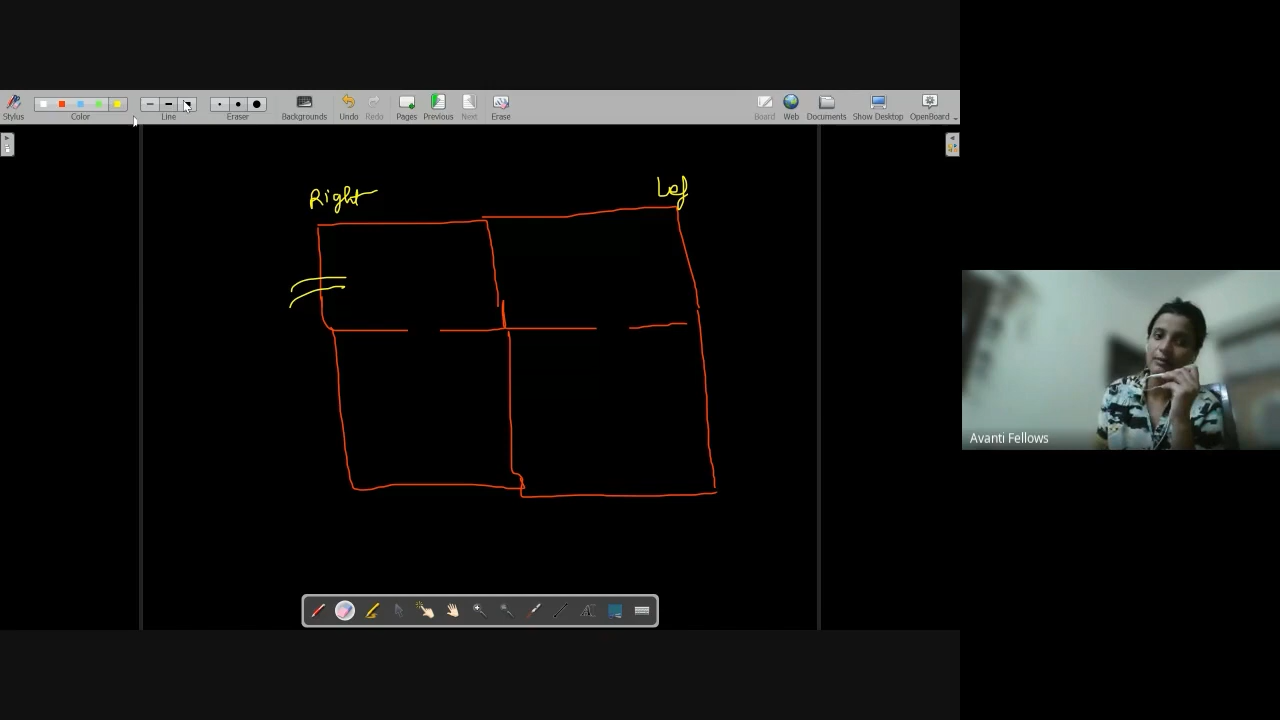 Stylus
Color
Line
Eraser
Backgrounds
Undo
Redo
Pages
Previous
Next
Erase
Board
Web
Documents
Show Desktop
OpenBoard
Right
Lef
Avanti Fellows